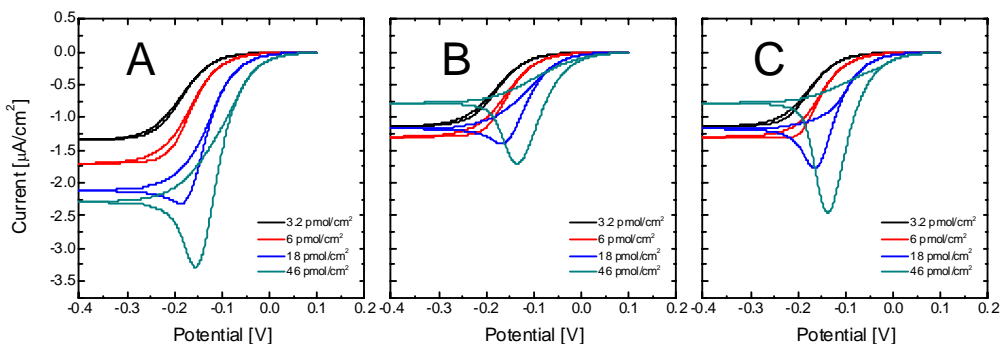 A
B
C
0.5
0.0
-0.5
-1.0
-1.5
-2.0
-2.5
-3.0
-3.5
Current [µA/cm²]
3.2 pmol/cm²
6 pmol/cm²
18 pmol/cm²
46 pmol/cm²
3.2 pmol/cm²
6 pmol/cm²
18 pmol/cm²
46 pmol/cm²
3.2 pmol/cm²
6 pmol/cm²
18 pmol/cm²
46 pmol/cm²
-0.4 -0.3 -0.2 -0.1 0.0 0.1 0.2
-0.4 -0.3 -0.2 -0.1 0.0 0.1 0.2
-0.4 -0.3 -0.2 -0.1 0.0 0.1 0.2
Potential [V]
Potential [V]
Potential [V]